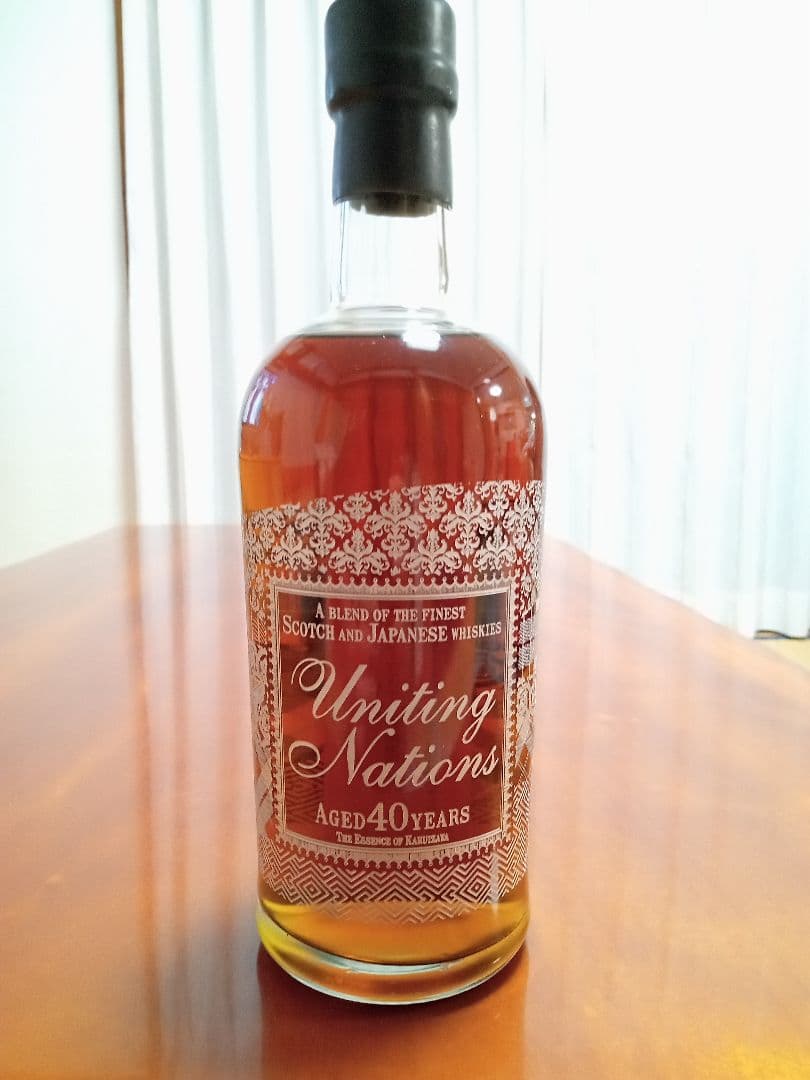 A BLEND OF THE FINEST
SCOTCH AND JAPANESE WHISKIES
Uniting
Nations
AGED 40 YEARS
THE ESSENCE OF KARUIZAWA